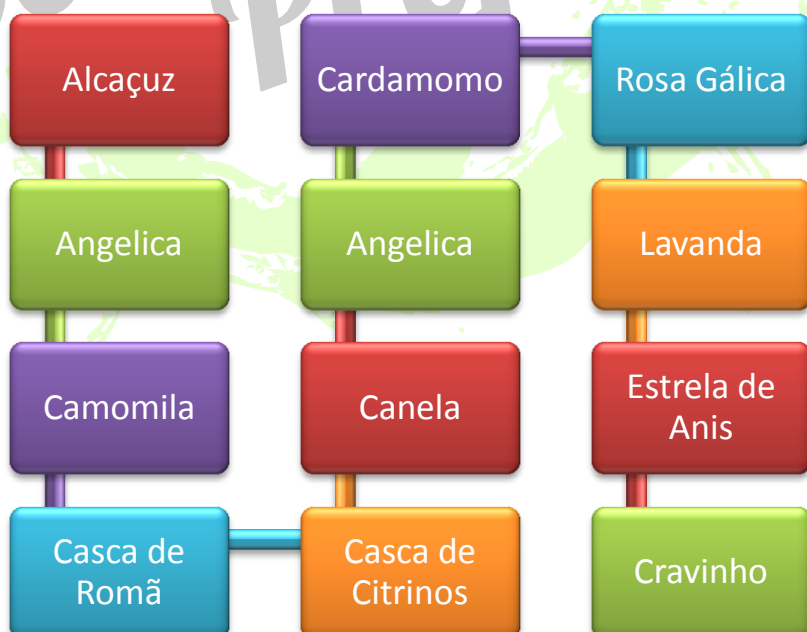 Alcaçuz
Angelica
Camomila
Casca de
Romã
Casca de
Citrinos
Canela
Angelica
Cardamomo
Rosa Gálica
Lavanda
Estrela de
Anis
Cravinho